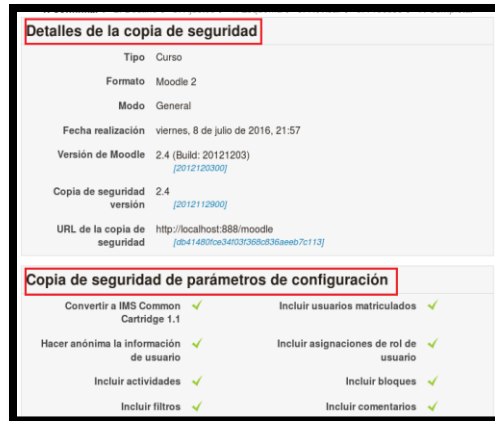 Detalles de la copia de seguridad
Tipo Curso
Formato Moodle 2
Modo General
Fecha realización viernes, 8 de julio de 2016, 21:57
Versión de Moodle 2.4 (Build: 20121203)
[2012120300]
Copia de seguridad 2.4
versión [2012112900]
URL de la copia de http://localhost:888/moodle
seguridad [db41480fce34f03f368c836aeeb7c113]
Copia de seguridad de parámetros de configuración
Convertir a IMS Common Incluir usuarios matriculados
Cartridge 1.1
Hacer anónima la información Incluir asignaciones de rol de
de usuario usuario
Incluir actividades Incluir bloques
Incluir filtros Incluir comentarios